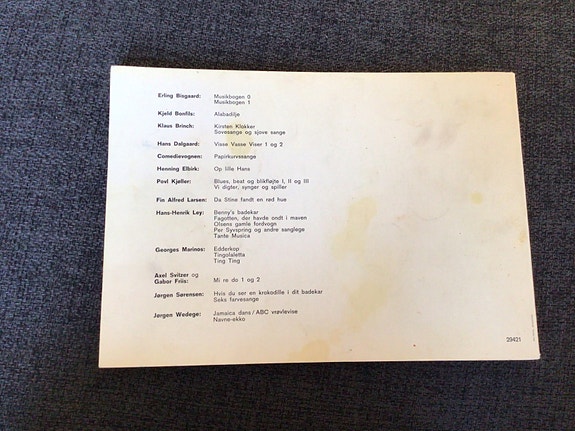 Erling Bisgaard: Musikbogen 0
Musikbogen 1
Kjeld Bonfils: Alabadilje
Klaus Brinch: Kirsten Klokker
Sovesange og sjove sange
Hans Dalgaard: Visse Vasse Viser 1 og 2
Comedievognen: Papirkurvssange
Henning Elbirk: Op lille Hans
Povl Kjøller: Blues, beat og blikfløjte I, II og III
Vi digter, synger og spiller
Fin Alfred Larsen: Da Stine fandt en rød hue
Hans-Henrik Ley: Benny's badekar
Fagotten, der havde ondt i maven
Olsens gamle fordvogn
Per Syvspring og andre sanglege
Tante Musica
Georges Marinos: Edderkop
Tingolaletta
Ting Ting
Axel Svitzer og
Gabor Friis: Mi re do 1 og 2
Jørgen Sørensen: Hvis du ser en krokodille i dit badekar
Seks farvesange
Jørgen Wedege: Jamaica dans / ABC vrøvlevise
Navne-ekko
29421